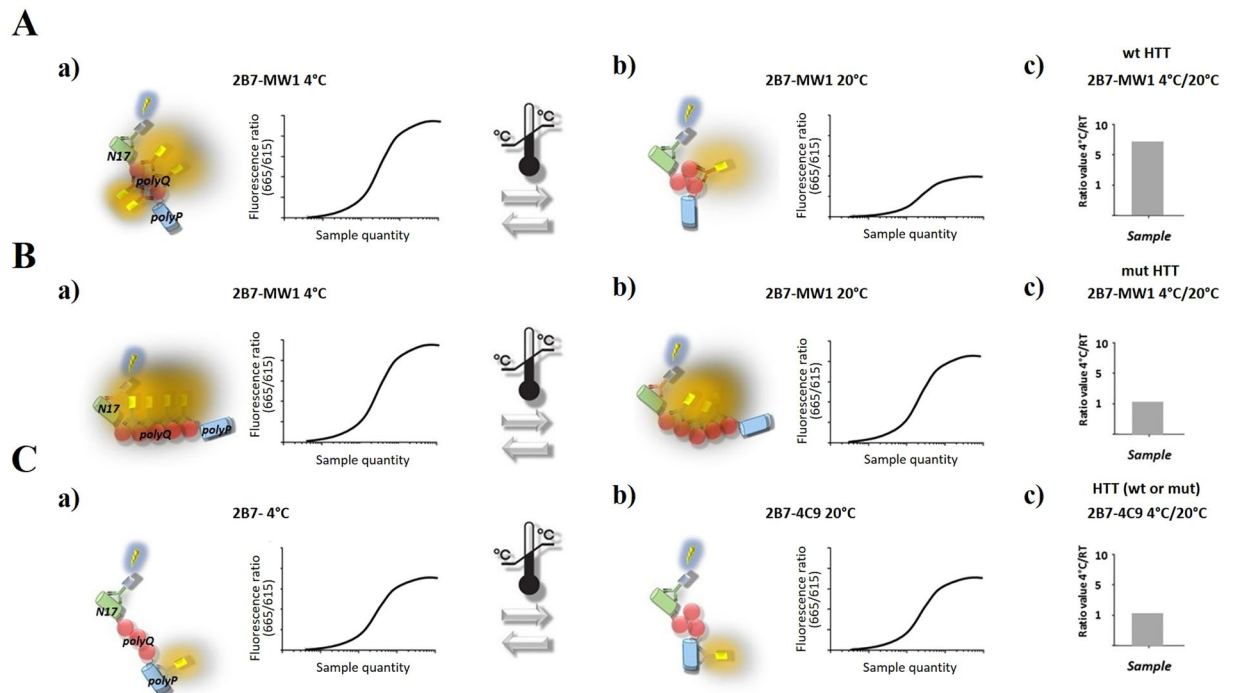 A
a)
2B7-MW1 4°C
N17
polyQ
polyP
Fluorescence ratio
(665/615)
Sample quantity
°C
°C
b)
2B7-MW1 20°C
Fluorescence ratio
(665/615)
Sample quantity
c)
wt HTT
2B7-MW1 4°C/20°C
Ratio value 4°C/RT
10
5
1
Sample
B
a)
2B7-MW1 4°C
N17
polyQ
polyP
Fluorescence ratio
(665/615)
Sample quantity
°C
°C
b)
2B7-MW1 20°C
Fluorescence ratio
(665/615)
Sample quantity
c)
mut HTT
2B7-MW1 4°C/20°C
Ratio value 4°C/RT
10
5
1
Sample
C
a)
2B7- 4°C
N17
polyQ
polyP
Fluorescence ratio
(665/615)
Sample quantity
°C
°C
b)
2B7-4C9 20°C
Fluorescence ratio
(665/615)
Sample quantity
c)
HTT (wt or mut)
2B7-4C9 4°C/20°C
Ratio value 4°C/RT
10
5
1
Sample